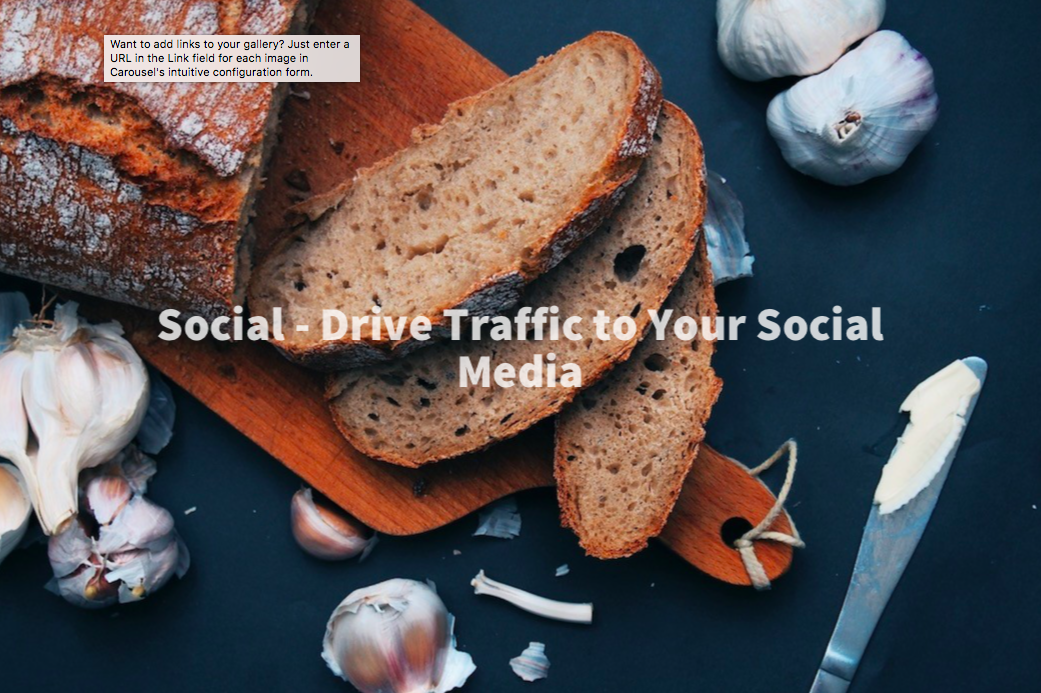 Want to add links to your gallery? Just enter a
URL in the Link field for each image in
Carousel's intuitive configuration form.
Social - Drive Traffic to Your Social
Media